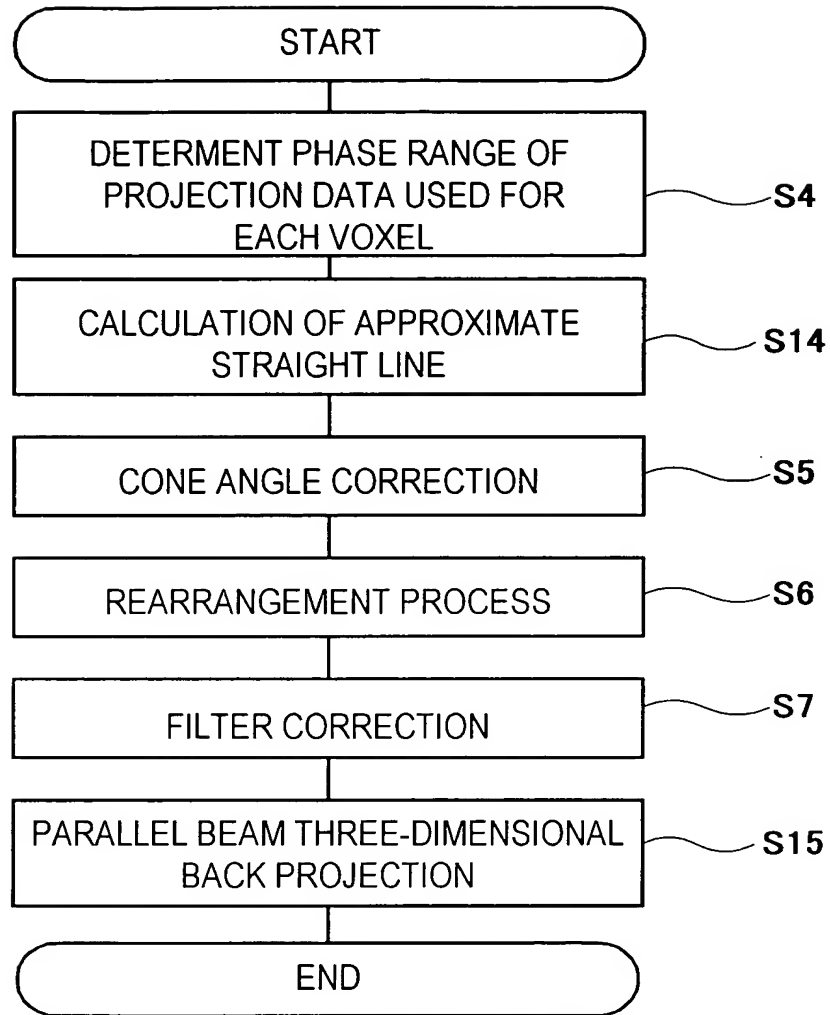 START
DETERMENT PHASE RANGE OF
PROJECTION DATA USED FOR
EACH VOXEL
S4
CALCULATION OF APPROXIMATE
STRAIGHT LINE
S14
CONE ANGLE CORRECTION
S5
REARRANGEMENT PROCESS
S6
FILTER CORRECTION
S7
PARALLEL BEAM THREE-DIMENSIONAL
BACK PROJECTION
S15
END